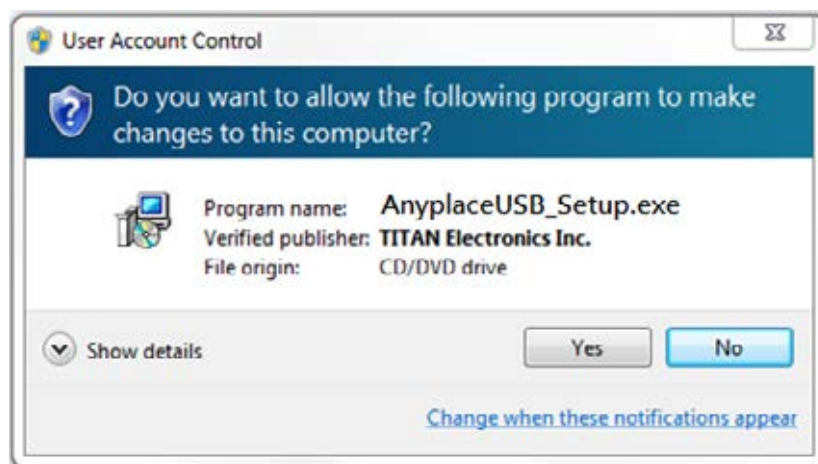 User Account Control
Do you want to allow the following program to make
changes to this computer?
Program name: AnyplaceUSB_Setup.exe
Verified publisher: TITAN Electronics Inc.
File origin: CD/DVD drive
Show details
Yes No
Change when these notifications appear